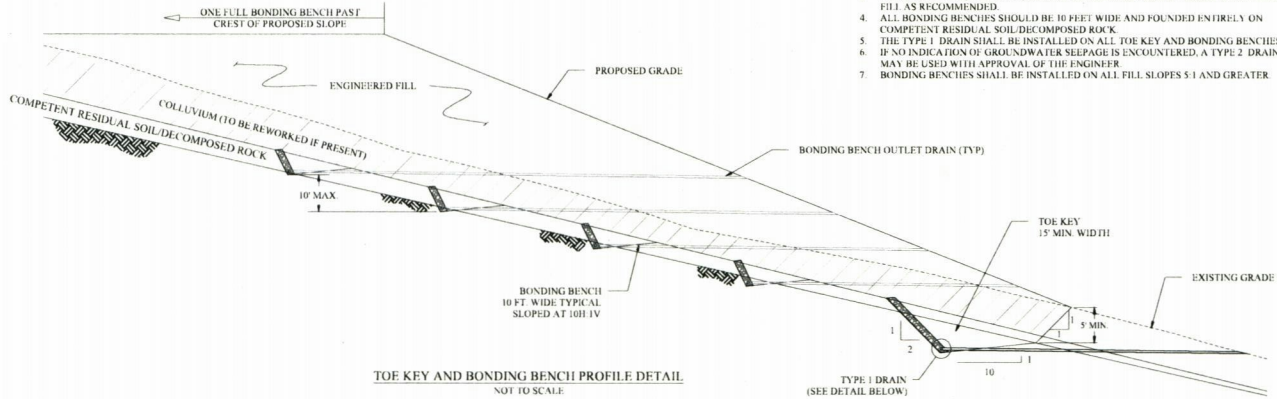 ONE FULL BONDING BENCH PAST
CREST OF PROPOSED SLOPE
FILL AS RECOMMENDED.
4. ALL BONDING BENCHES SHOULD BE 10 FEET WIDE AND FOUNDED ENTIRELY ON
COMPETENT RESIDUAL SOIL/DECOMPOSED ROCK.
5. THE TYPE 1 DRAIN SHALL BE INSTALLED ON ALL TOE KEY AND BONDING BENCHES
6. IF NO INDICATION OF GROUNDWATER SEEPAGE IS ENCOUNTERED, A TYPE 2 DRAIN
MAY BE USED WITH APPROVAL OF THE ENGINEER.
7. BONDING BENCHES SHALL BE INSTALLED ON ALL FILL SLOPES 5:1 AND GREATER.
PROPOSED GRADE
ENGINEERED FILL
COLLUVIUM (TO BE REWORKED IF PRESENT)
COMPETENT RESIDUAL SOIL/DECOMPOSED ROCK
BONDING BENCH OUTLET DRAIN (TYP)
10' MAX.
TOE KEY
15' MIN. WIDTH
EXISTING GRADE
BONDING BENCH
10 FT. WIDE TYPICAL
SLOPED AT 10H:1V
1
1
5' MIN.
1
2
1
10
TYPE 1 DRAIN
(SEE DETAIL BELOW)
TOE KEY AND BONDING BENCH PROFILE DETAIL
NOT TO SCALE